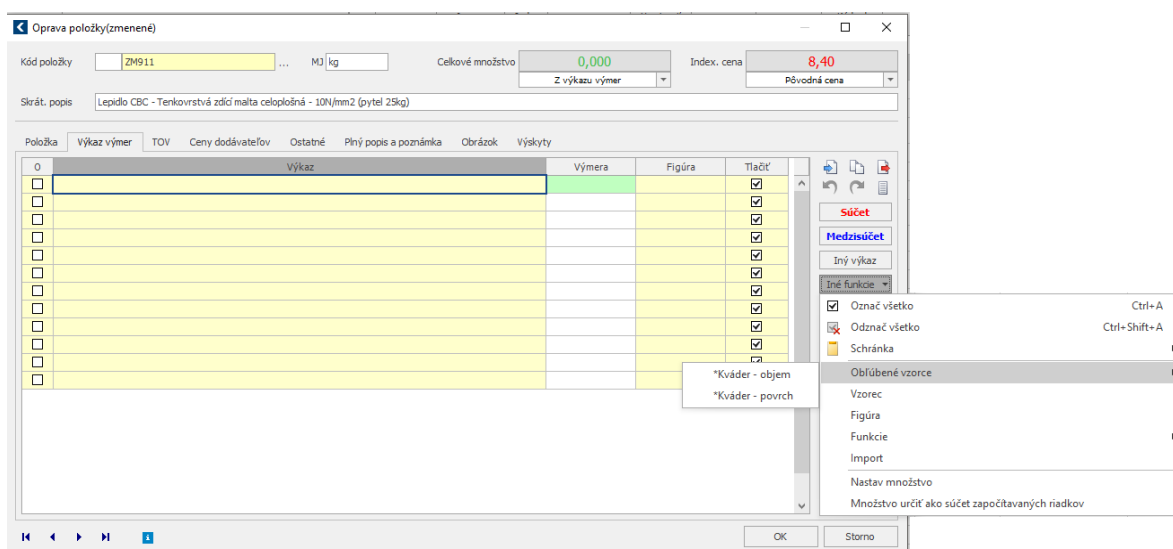 Oprava položky(zmenené)
Kód položky ZM911 ... MJ kg Celkové množstvo 0,000 Index. cena 8,40
Z výkazu výmer Pôvodná cena
Skrát. popis Lepidlo CBC - Tenkovrstvá zdící malta celoplošná - 10N/mm2 (pytel 25kg)
Položka Výkaz výmer TOV Ceny dodávateľov Ostatné Plný popis a poznámka Obrázok Výskyty
O Výkaz Výmera Figúra Tlačiť
Súčet
Medzisúčet
Iný výkaz
Iné funkcie
Označ všetko Ctrl+A
Odznač všetko Ctrl+Shift+A
Schránka
Obľúbené vzorce
*Kváder - objem
*Kváder - povrch
Vzorec
Figúra
Funkcie
Import
Nastav množstvo
Množstvo určiť ako súčet započítavaných riadkov
OK Storno